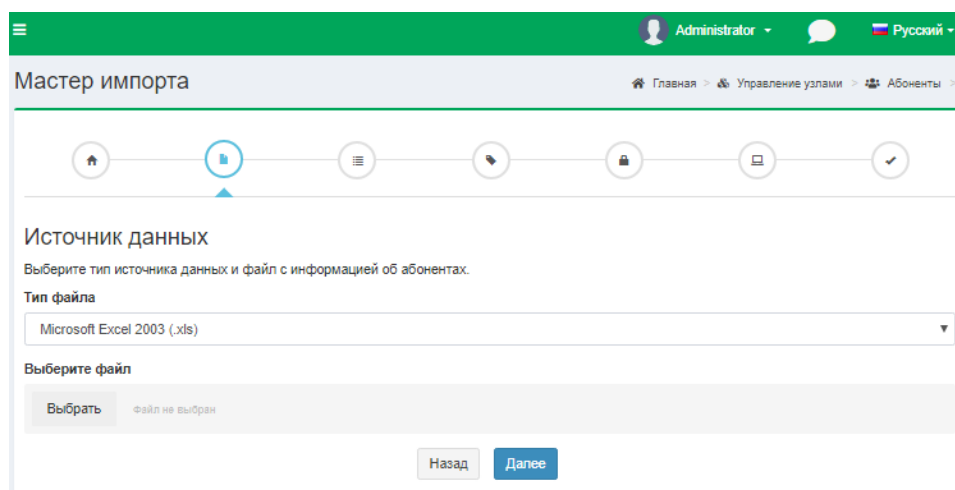 Administrator
Русский
Мастер импорта
Главная > Управление узлами > Абоненты >
Источник данных
Выберите тип источника данных и файл с информацией об абонентах.
Тип файла
Microsoft Excel 2003 (.xls)
Выберите файл
Выбрать Файл не выбран
Назад Далее